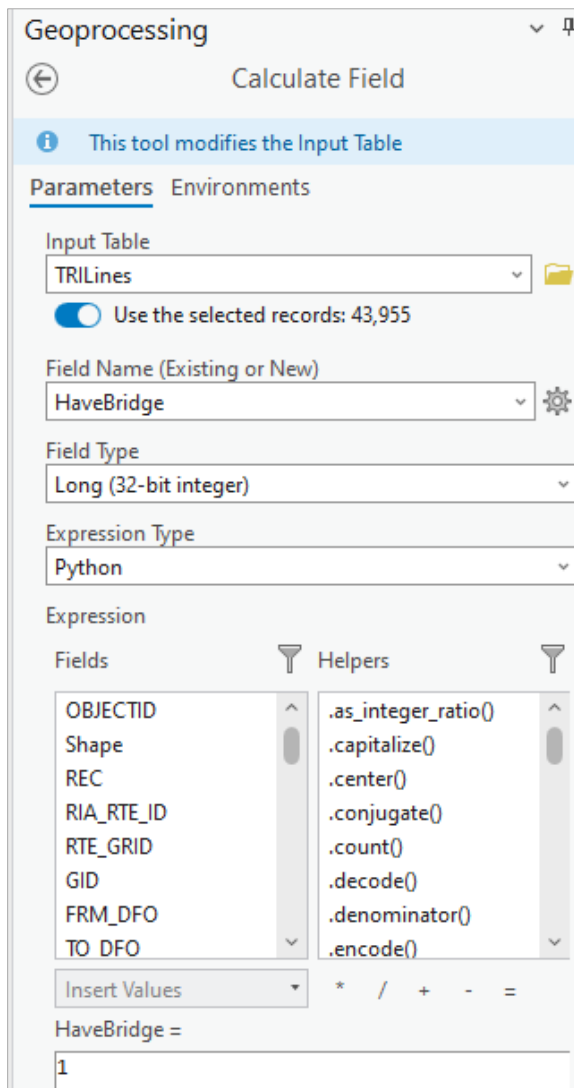 Geoprocessing
Calculate Field
This tool modifies the Input Table
Parameters Environments
Input Table
TRILines
Use the selected records: 43,955
Field Name (Existing or New)
HaveBridge
Field Type
Long (32-bit integer)
Expression Type
Python
Expression
Fields Helpers
OBJECTID .as_integer_ratio()
Shape .capitalize()
REC .center()
RIA_RTE_ID .conjugate()
RTE_GRID .count()
GID .decode()
FRM_DFO .denominator()
TO_DFO .encode()
Insert Values * / + - =
HaveBridge =
1